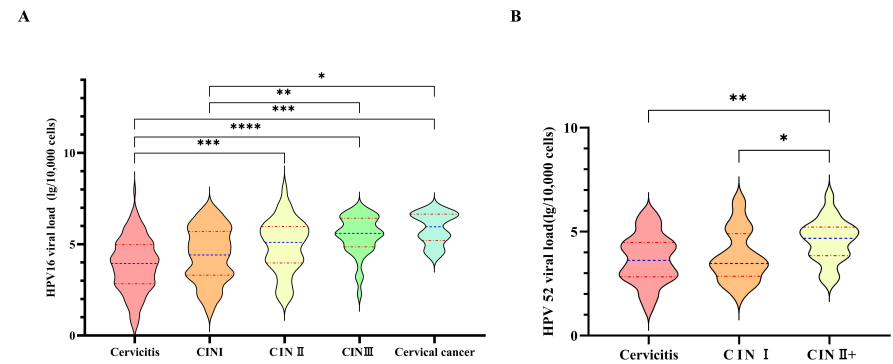 A
HPV16 viral load (lg/10,000 cells)
10
5
0
*
**
***
****
***
Cervicitis CINI CIN Ⅱ CINⅢ Cervical cancer
B
HPV 52 viral load(lg/10,000 cells)
10
5
0
**
*
Cervicitis CIN Ⅰ CIN Ⅱ+